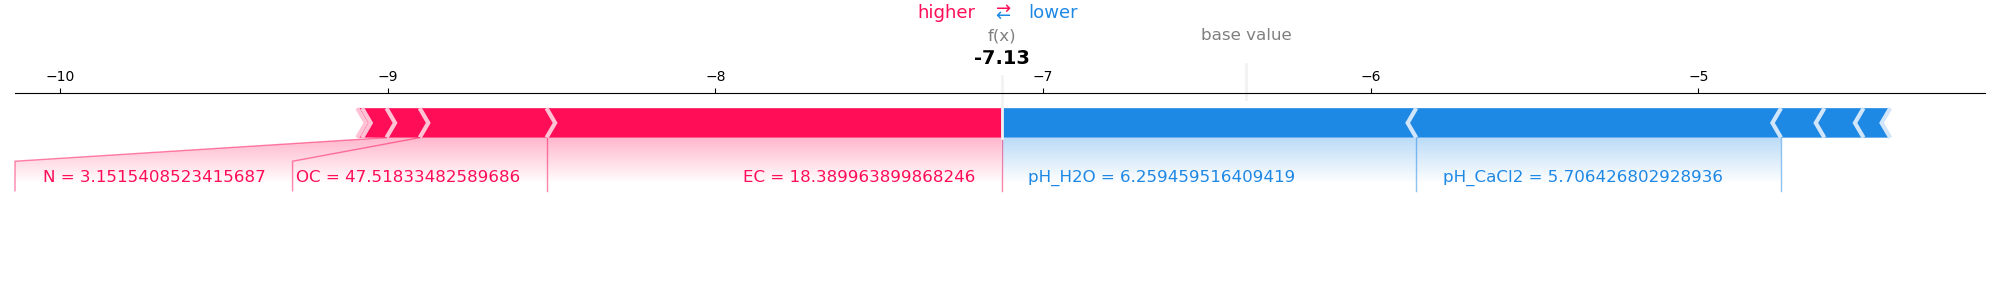 higher ⇄ lower
f(x) base value
-7.13
−10 −9 −8 −7 −6 −5
N = 3.1515408523415687 OC = 47.51833482589686 EC = 18.389963899868246 pH_H2O = 6.259459516409419 pH_CaCl2 = 5.706426802928936